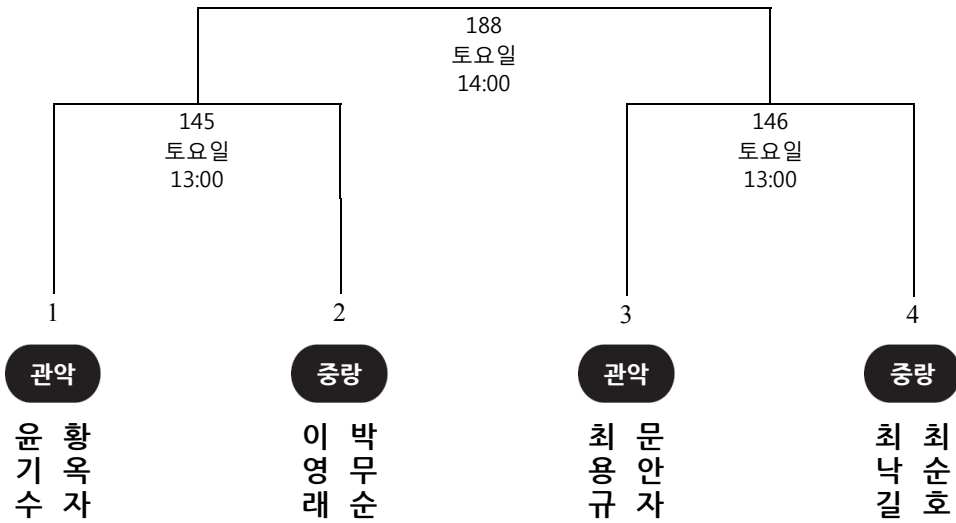 188
토요일
14:00
145
토요일
13:00
146
토요일
13:00
1
2
3
4
관악
중랑
관악
중랑
윤기수
황옥자
이영래
박무순
최용규
문안자
최낙길
최순호